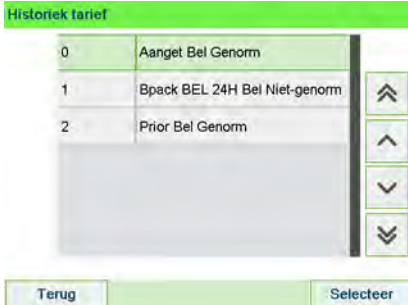 Historiek tarief
0 Aanget Bel Genorm
1 Bpack BEL 24H Bel Niet-genorm
2 Prior Bel Genorm
Terug Selecteer